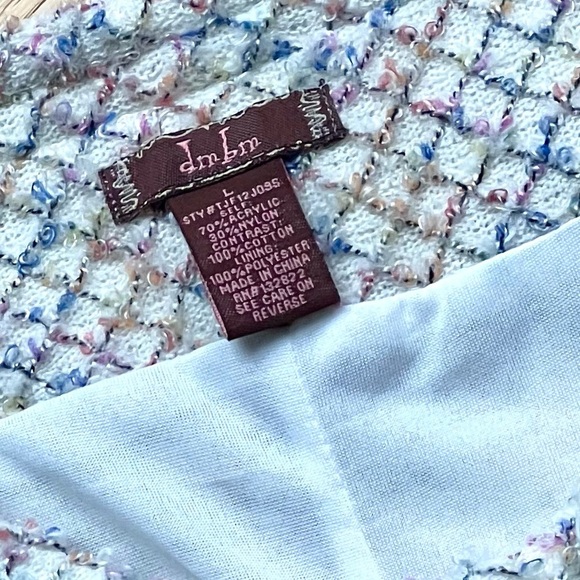 dmbm
L
STY#TJF12J09S
SELF:
70% ACRYLIC
30% NYLON
CONTRAST:
100% COTTON
LINING:
100% POLYESTER
MADE IN CHINA
RN# 132822
SEE CARE ON
REVERSE